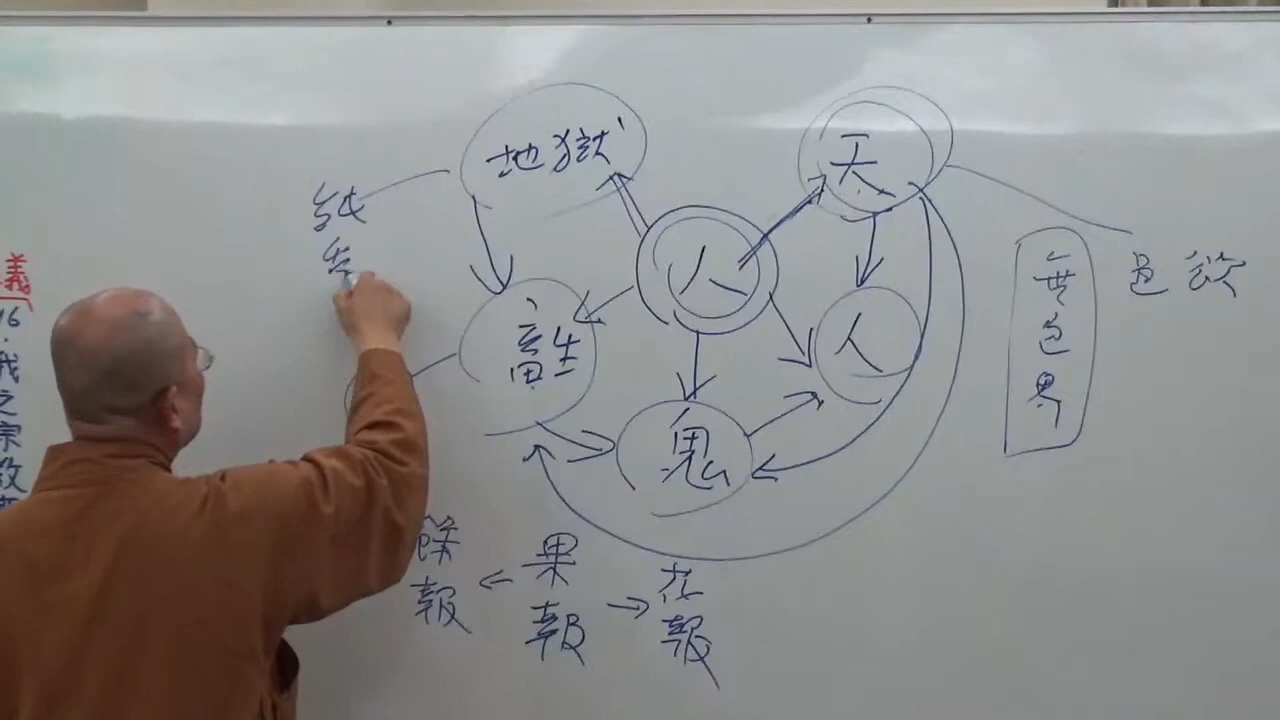 地獄
天
純
人
義
無色界
色欲
畜生
人
16.我之宗教
鬼
餘報
果報
花報